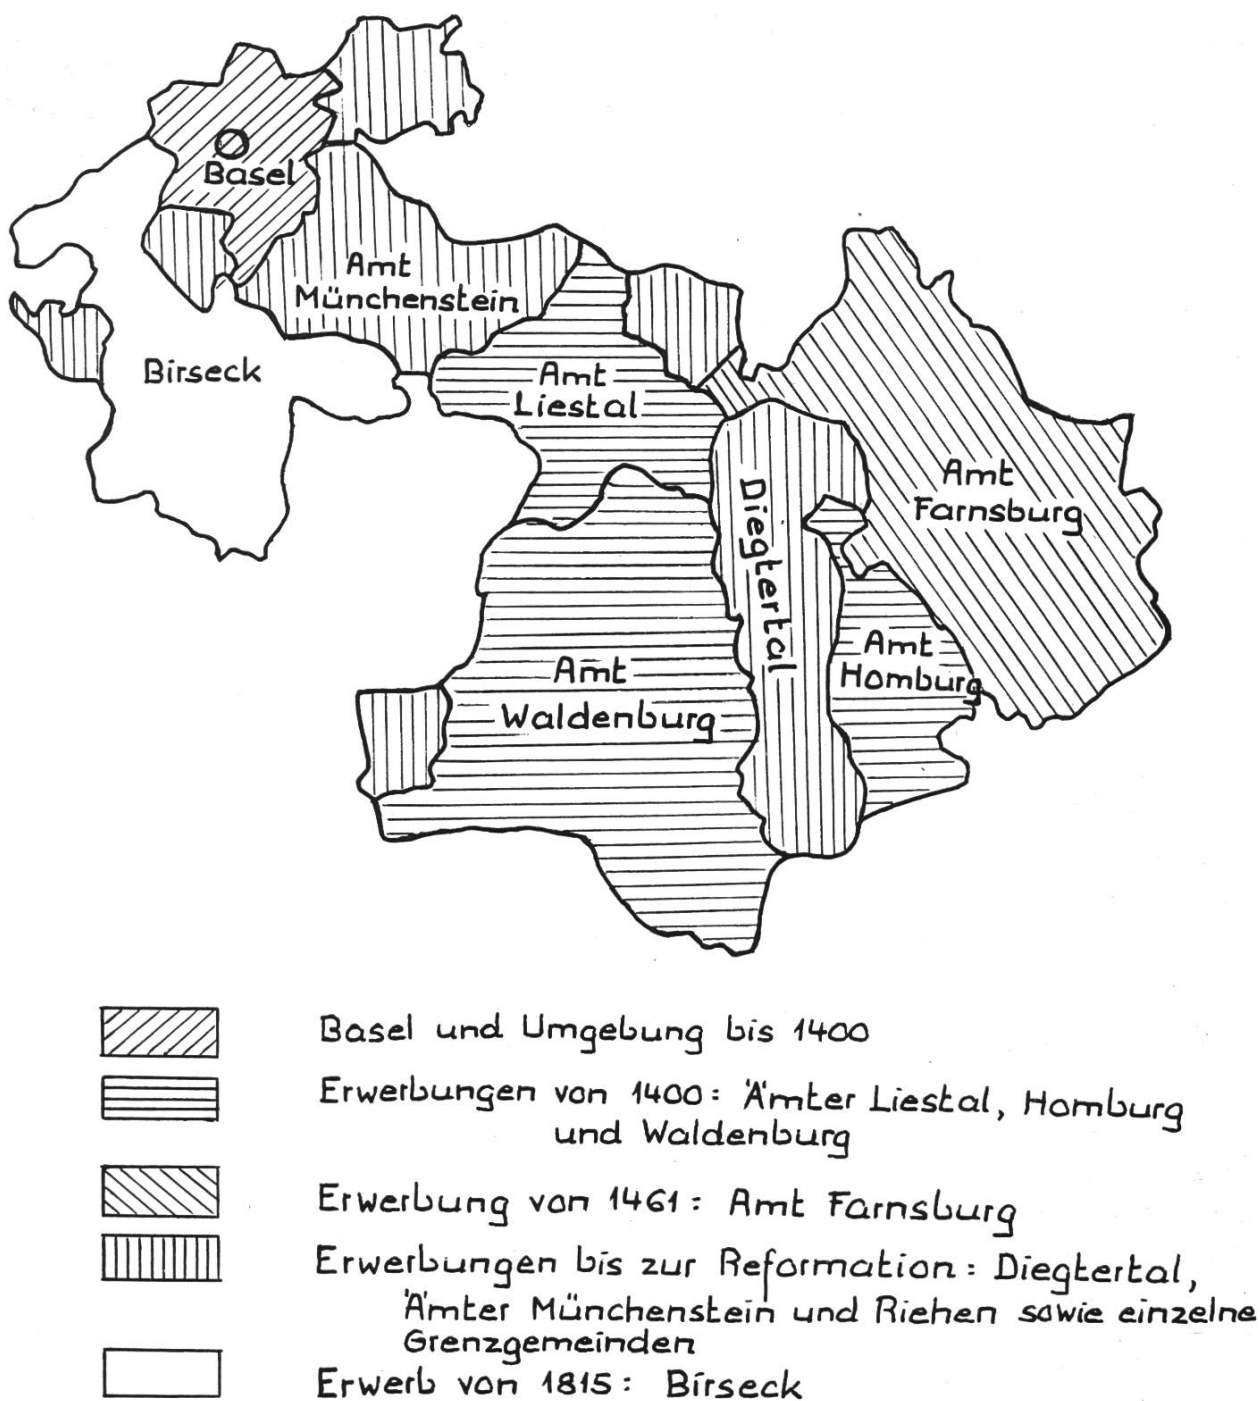 Basel
Amt
Münchenstein
Birseck
Amt
Liestal
Amt
Farnsburg
Diegtertal
Amt
Homburg
Amt
Waldenburg
Basel und Umgebung bis 1400
Erwerbungen von 1400: Ämter Liestal, Homburg
und Waldenburg
Erwerbung von 1461: Amt Farnsburg
Erwerbungen bis zur Reformation: Diegtertal,
Ämter Münchenstein und Riehen sowie einzelne
Grenzgemeinden
Erwerb von 1815: Birseck